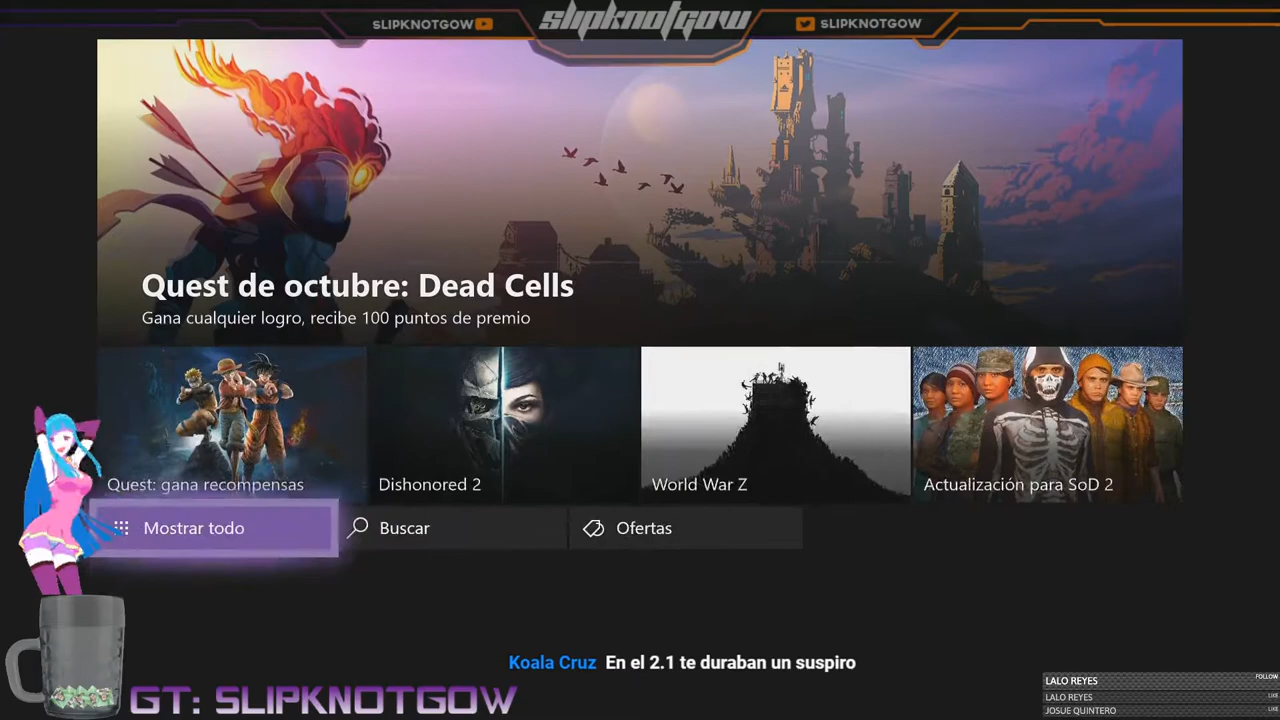 SLIPKNOTGOW
slipknotgow
SLIPKNOTGOW
Quest de octubre: Dead Cells
Gana cualquier logro, recibe 100 puntos de premio
Quest: gana recompensas
Dishonored 2
World War Z
Actualización para SoD 2
Mostrar todo
Buscar
Ofertas
Koala Cruz En el 2.1 te duraban un suspiro
GT: SLIPKNOTGOW
LALO REYES FOLLOW
LALO REYES LIKE
JOSUE QUINTERO LIKE